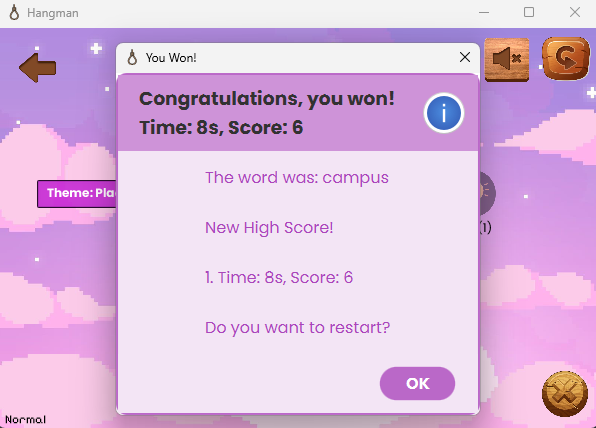 Hangman
You Won!
Congratulations, you won!
Time: 8s, Score: 6
i
The word was: campus
Theme:
New High Score!
(1)
1. Time: 8s, Score: 6
Do you want to restart?
OK
Normal